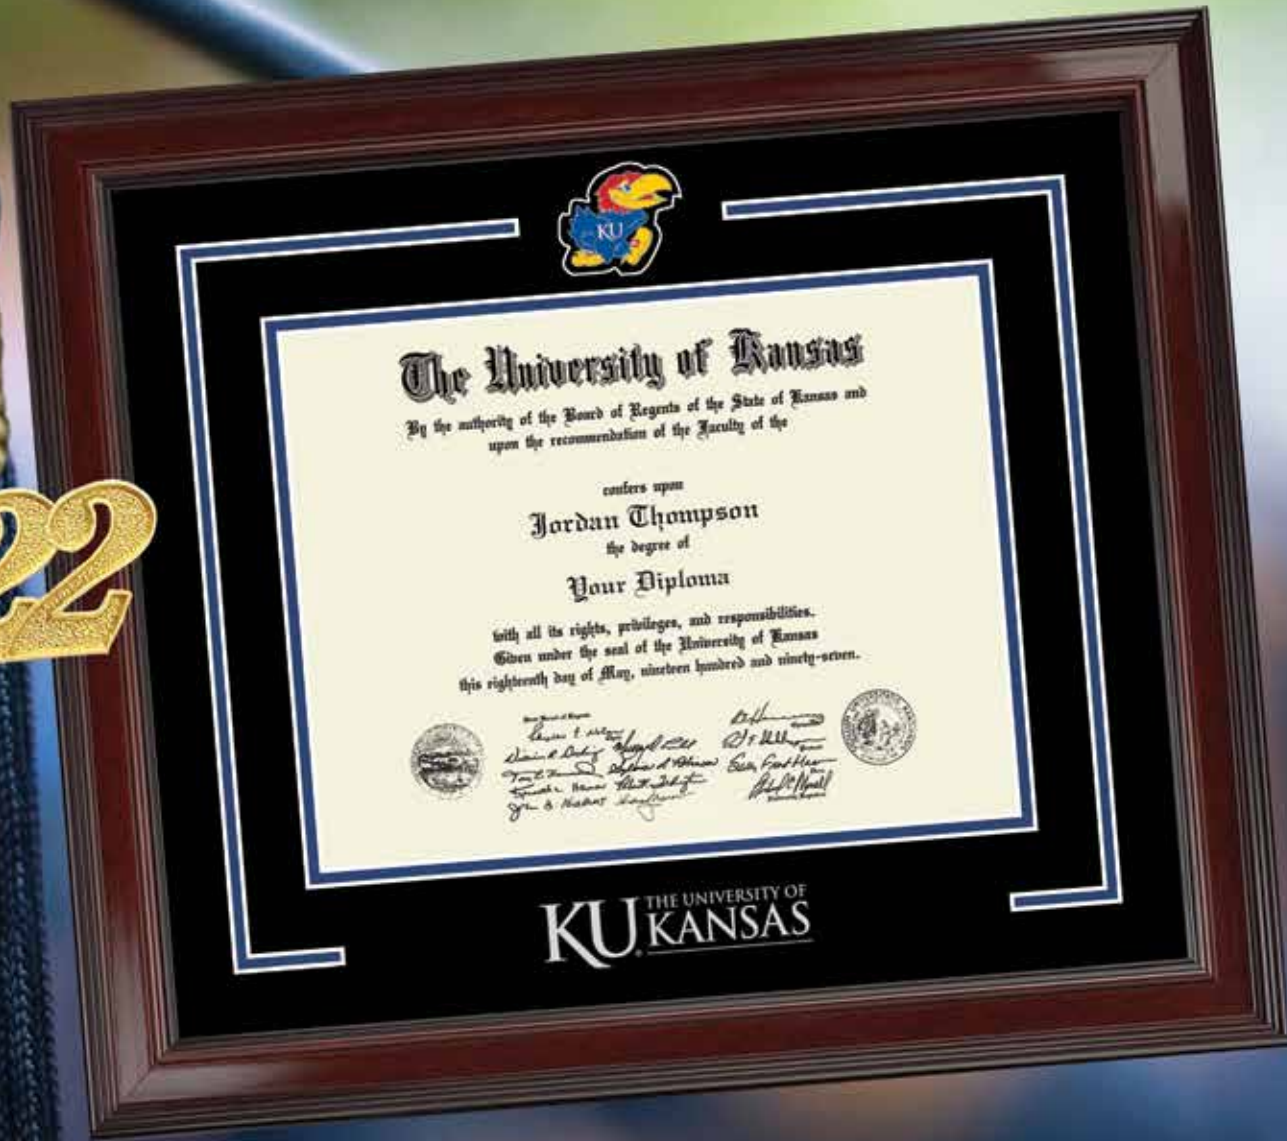 KU
The University of Kansas
By the authority of the Board of Regents of the State of Kansas and
upon the recommendation of the Faculty of the
confers upon
Jordan Thompson
the degree of
Your Diploma
with all its rights, privileges, and responsibilities.
Given under the seal of the University of Kansas
this eighteenth day of May, nineteen hundred and ninety-seven.
22
KU THE UNIVERSITY OF
KANSAS